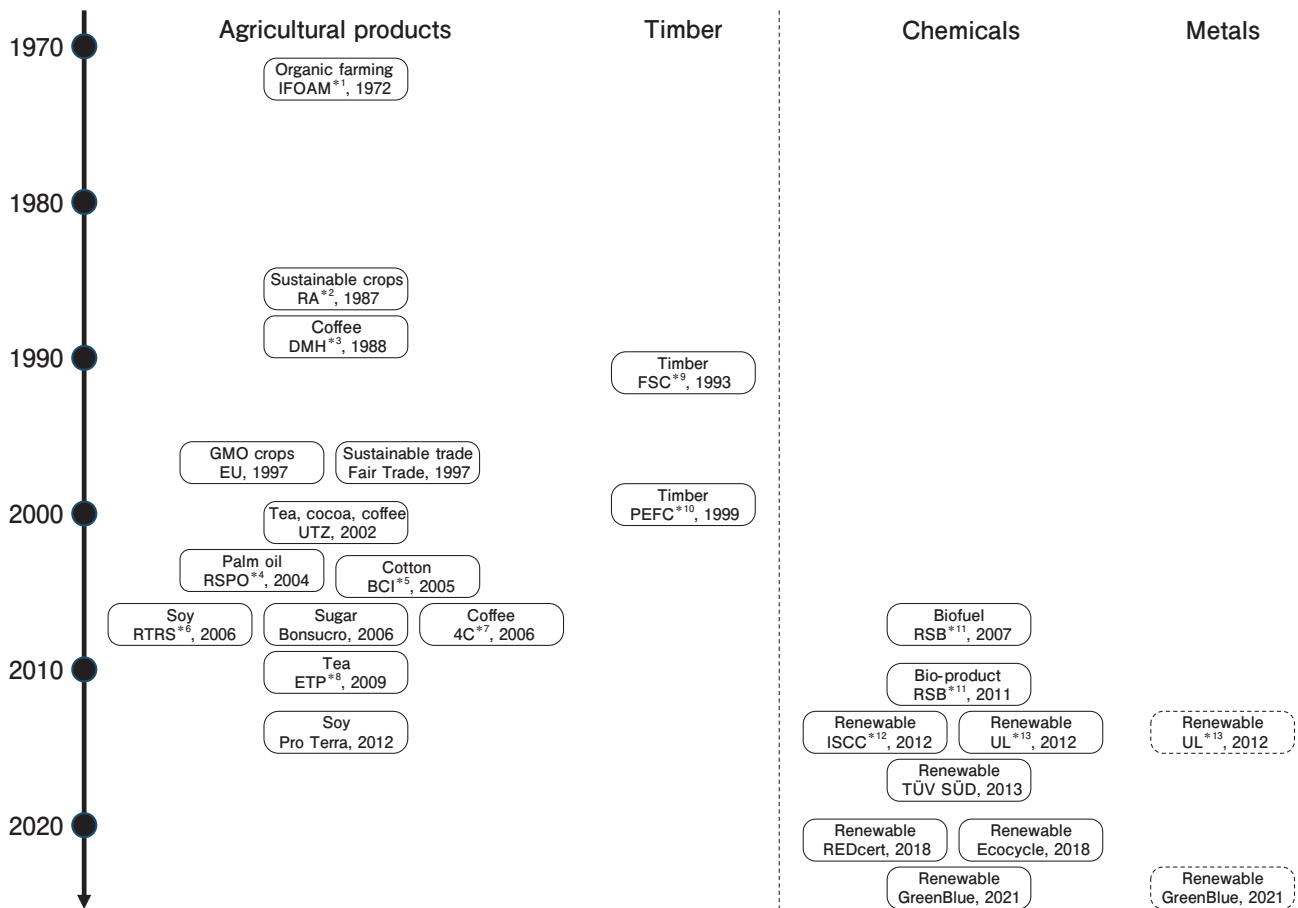 Agricultural products
Timber
Chemicals
Metals
1970
Organic farming
IFOAM*1, 1972
1980
Sustainable crops
RA*2, 1987
Coffee
DMH*3, 1988
1990
Timber
FSC*9, 1993
GMO crops
EU, 1997
Sustainable trade
Fair Trade, 1997
Timber
PEFC*10, 1999
2000
Tea, cocoa, coffee
UTZ, 2002
Palm oil
RSPO*4, 2004
Cotton
BCI*5, 2005
Soy
RTRS*6, 2006
Sugar
Bonsucro, 2006
Coffee
4C*7, 2006
Biofuel
RSB*11, 2007
2010
Tea
ETP*8, 2009
Bio-product
RSB*11, 2011
Soy
Pro Terra, 2012
Renewable
ISCC*12, 2012
Renewable
UL*13, 2012
Renewable
UL*13, 2012
Renewable
TÜV SÜD, 2013
2020
Renewable
REDcert, 2018
Renewable
Ecocycle, 2018
Renewable
GreenBlue, 2021
Renewable
GreenBlue, 2021